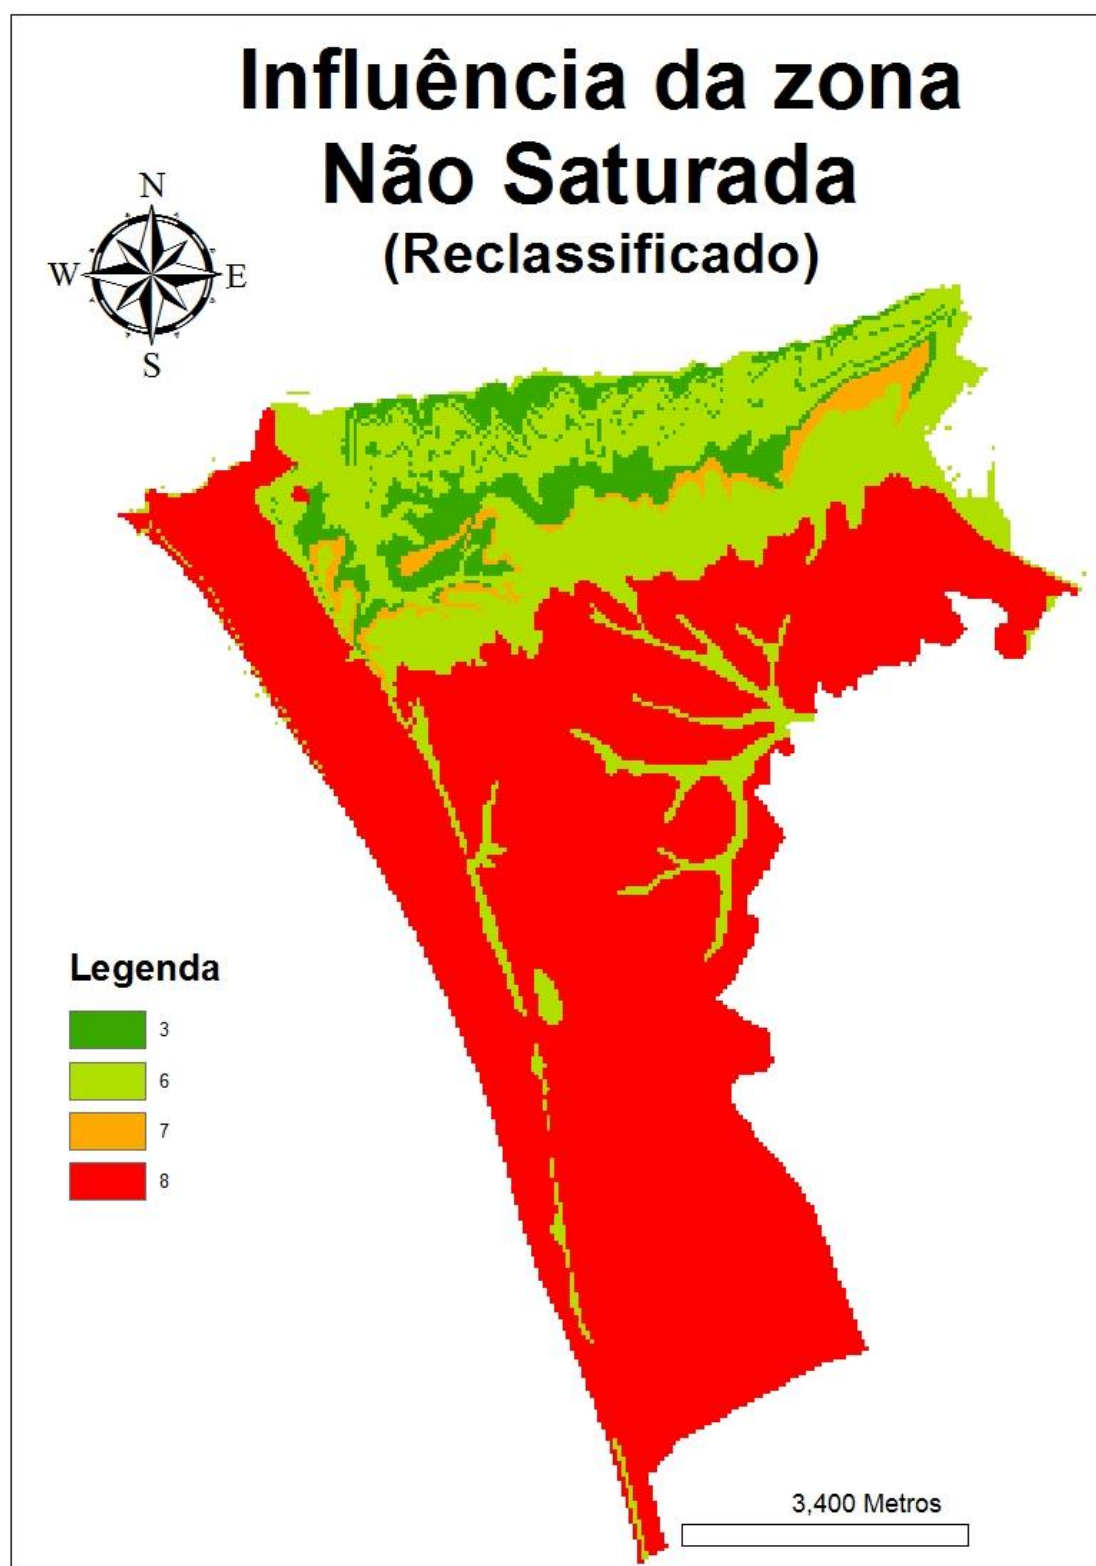 Influência da zona
Não Saturada
(Reclassificado)
N
W
E
S
Legenda
3
6
7
8
3,400 Metros